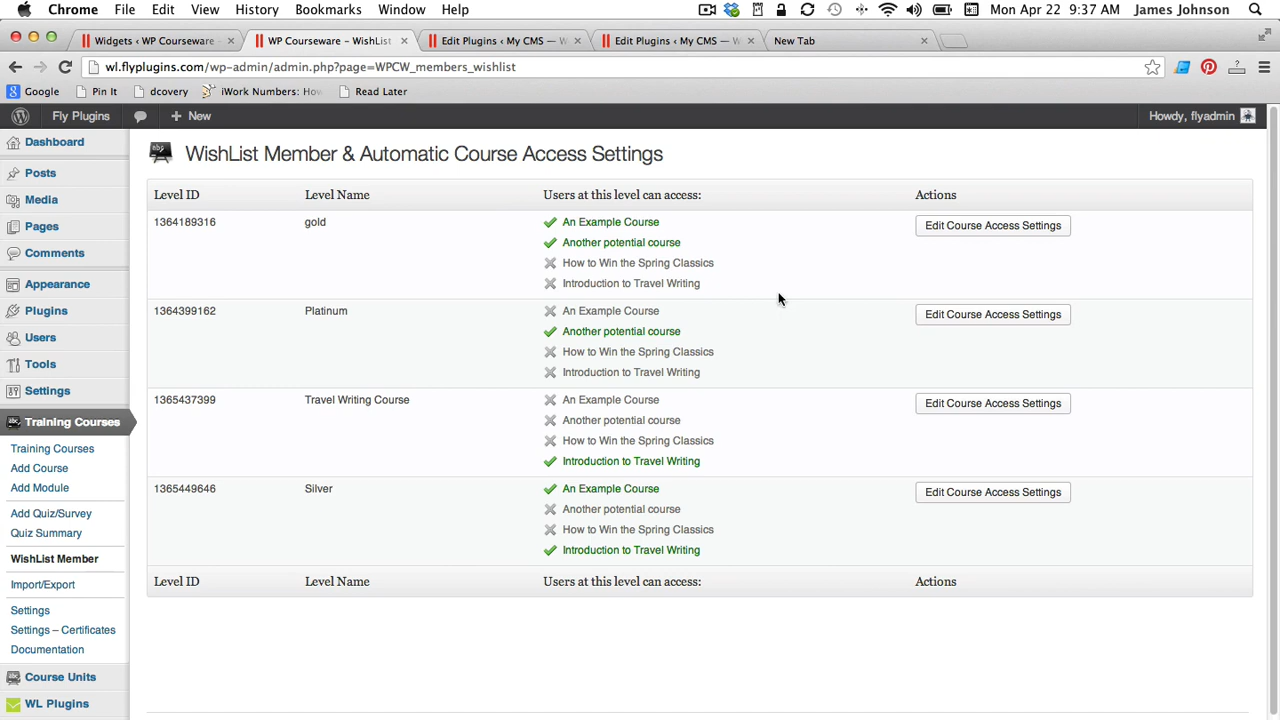 Chrome File Edit View History Bookmarks Window Help Mon Apr 22 9:37 AM James Johnson
Widgets ‹ WP Courseware – WP Courseware – WishList Edit Plugins ‹ My CMS — W Edit Plugins ‹ My CMS — W New Tab
wl.flyplugins.com/wp-admin/admin.php?page=WPCW_members_wishlist
Google Pin It dcovery iWork Numbers: Ho Read Later
Fly Plugins + New Howdy, flyadmin
Dashboard
Posts
Media
Pages
Comments
Appearance
Plugins
Users
Tools
Settings
Training Courses
Training Courses
Add Course
Add Module
Add Quiz/Survey
Quiz Summary
WishList Member
Import/Export
Settings
Settings – Certificates
Documentation
Course Units
WL Plugins
WishList Member & Automatic Course Access Settings
Level ID Level Name Users at this level can access: Actions
1364189316 gold An Example Course Edit Course Access Settings
Another potential course
How to Win the Spring Classics
Introduction to Travel Writing
1364399162 Platinum An Example Course Edit Course Access Settings
Another potential course
How to Win the Spring Classics
Introduction to Travel Writing
1365437399 Travel Writing Course An Example Course Edit Course Access Settings
Another potential course
How to Win the Spring Classics
Introduction to Travel Writing
1365449646 Silver An Example Course Edit Course Access Settings
Another potential course
How to Win the Spring Classics
Introduction to Travel Writing
Level ID Level Name Users at this level can access: Actions